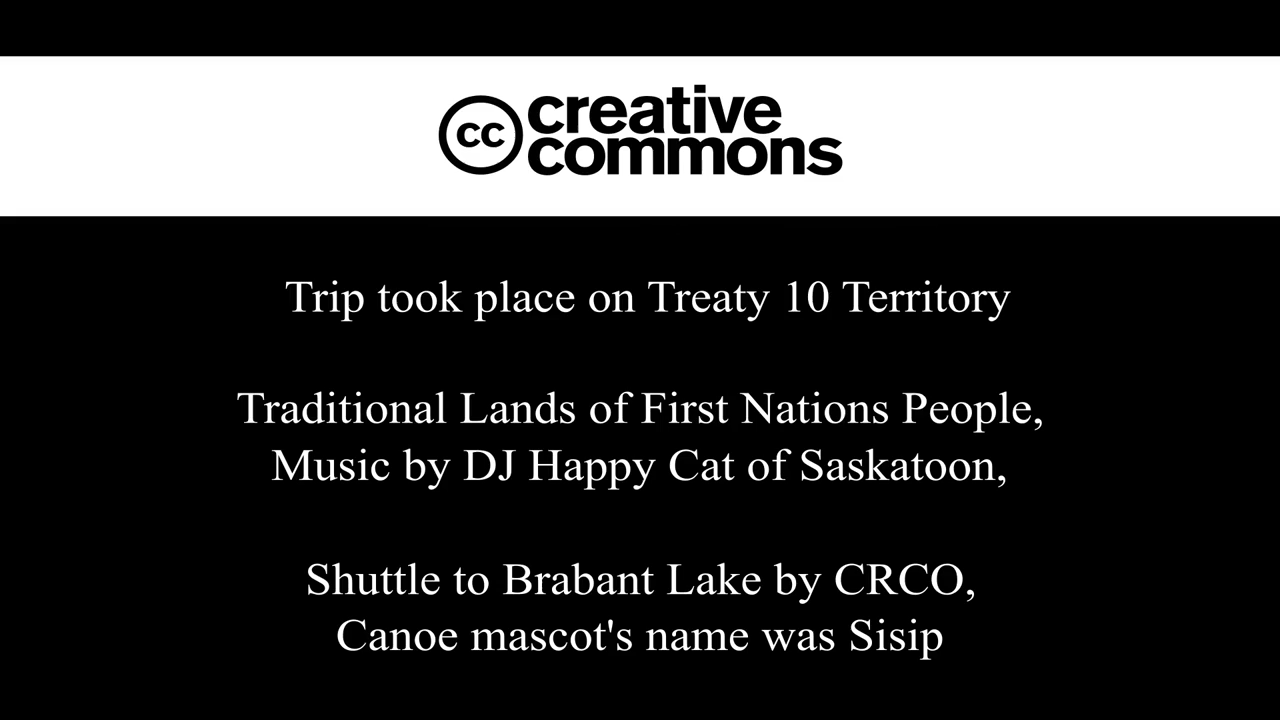 cc creative
commons
Trip took place on Treaty 10 Territory
Traditional Lands of First Nations People,
Music by DJ Happy Cat of Saskatoon,
Shuttle to Brabant Lake by CRCO,
Canoe mascot's name was Sisip